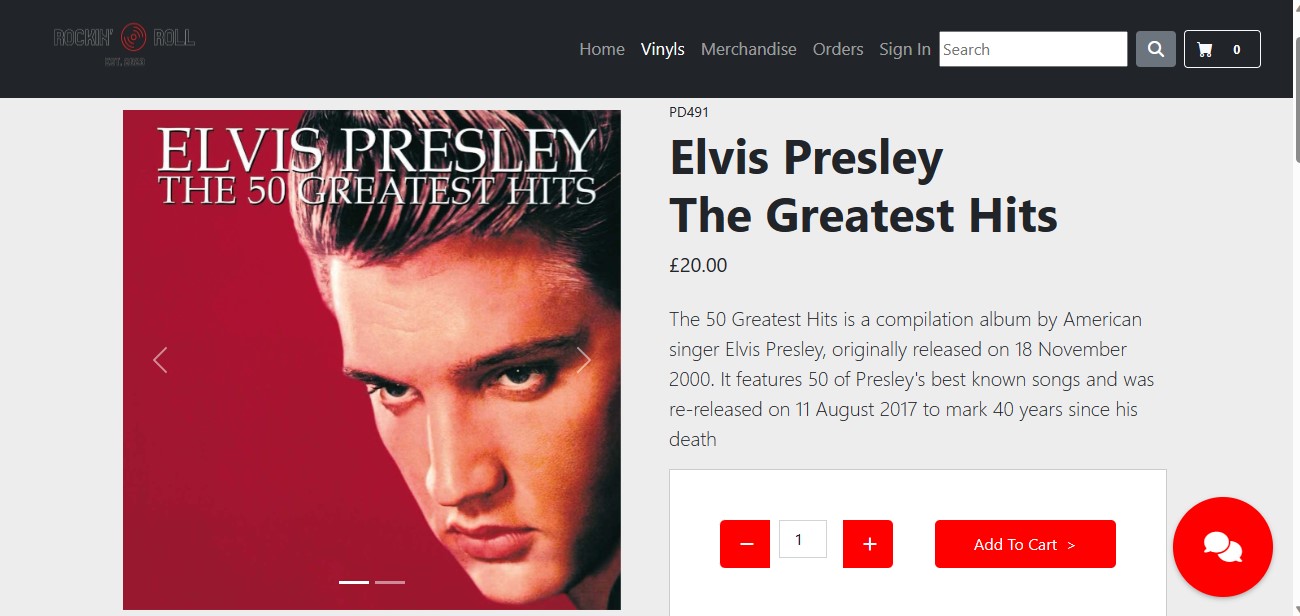 ROCKIN' ROLL
Home Vinyls Merchandise Orders Sign In Search 0
ELVIS PRESLEY
THE 50 GREATEST HITS
PD491
Elvis Presley
The Greatest Hits
£20.00
The 50 Greatest Hits is a compilation album by American
singer Elvis Presley, originally released on 18 November
2000. It features 50 of Presley's best known songs and was
re-released on 11 August 2017 to mark 40 years since his
death
− 1 + Add To Cart >